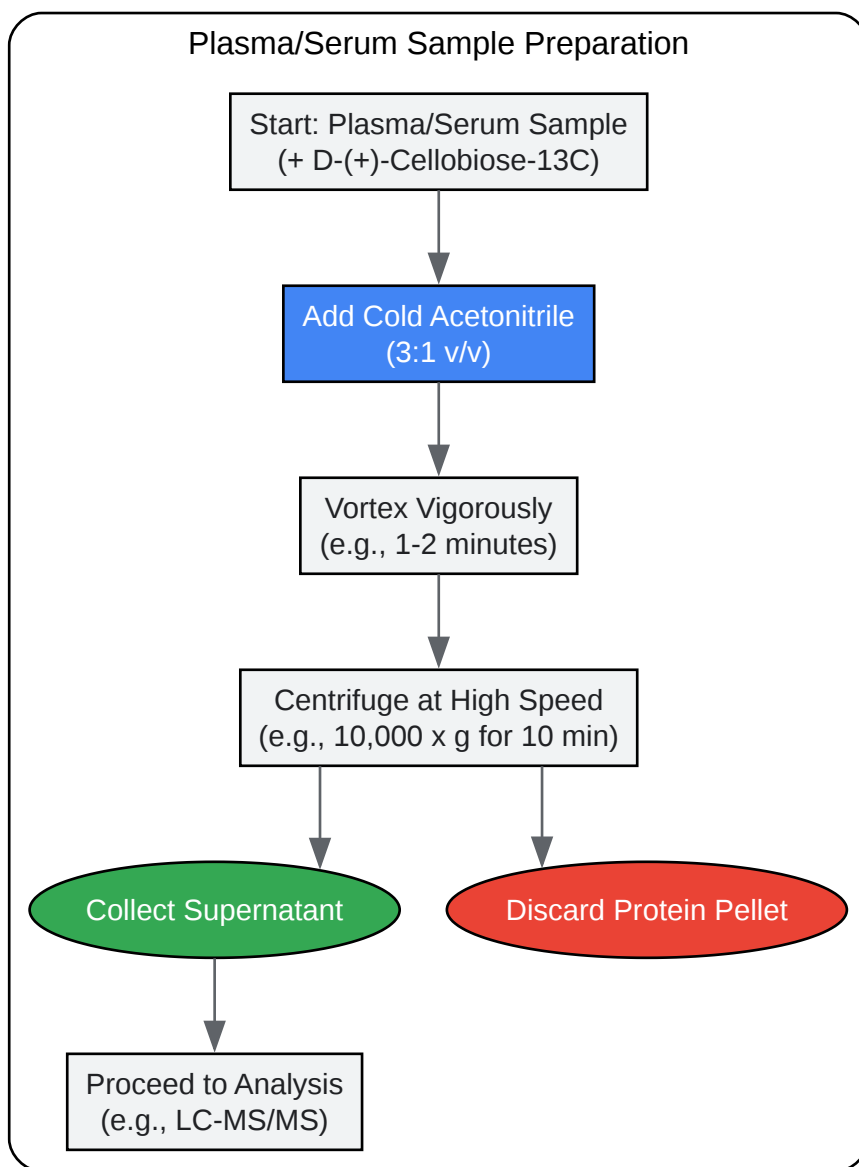 Plasma/Serum Sample Preparation
Start: Plasma/Serum Sample
(+ D-(+)-Cellobiose-13C)
Add Cold Acetonitrile
(3:1 v/v)
Vortex Vigorously
(e.g., 1-2 minutes)
Centrifuge at High Speed
(e.g., 10,000 x g for 10 min)
Collect Supernatant
Discard Protein Pellet
Proceed to Analysis
(e.g., LC-MS/MS)